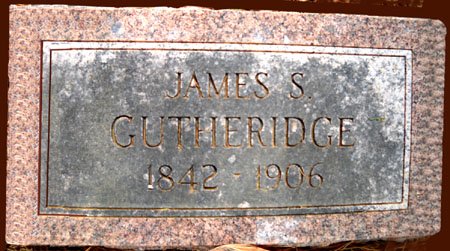 JAMES S.
GUTHERIDGE
1842 - 1906